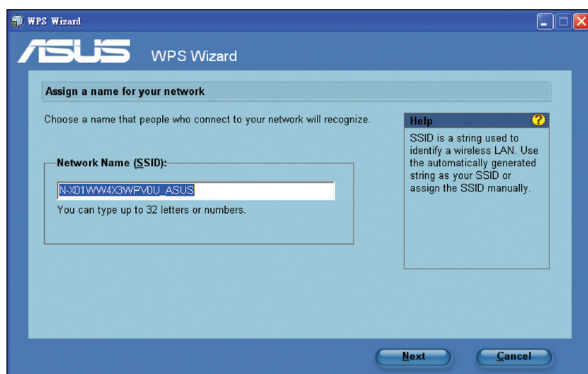 WPS Wizard
ASUS WPS Wizard
Assign a name for your network
Choose a name that people who connect to your network will recognize.
Network Name (SSID):
N-X01WW4X3WPV0U_ASUS
You can type up to 32 letters or numbers.
Help
SSID is a string used to
identify a wireless LAN. Use
the automatically generated
string as your SSID or
assign the SSID manually.
Next
Cancel